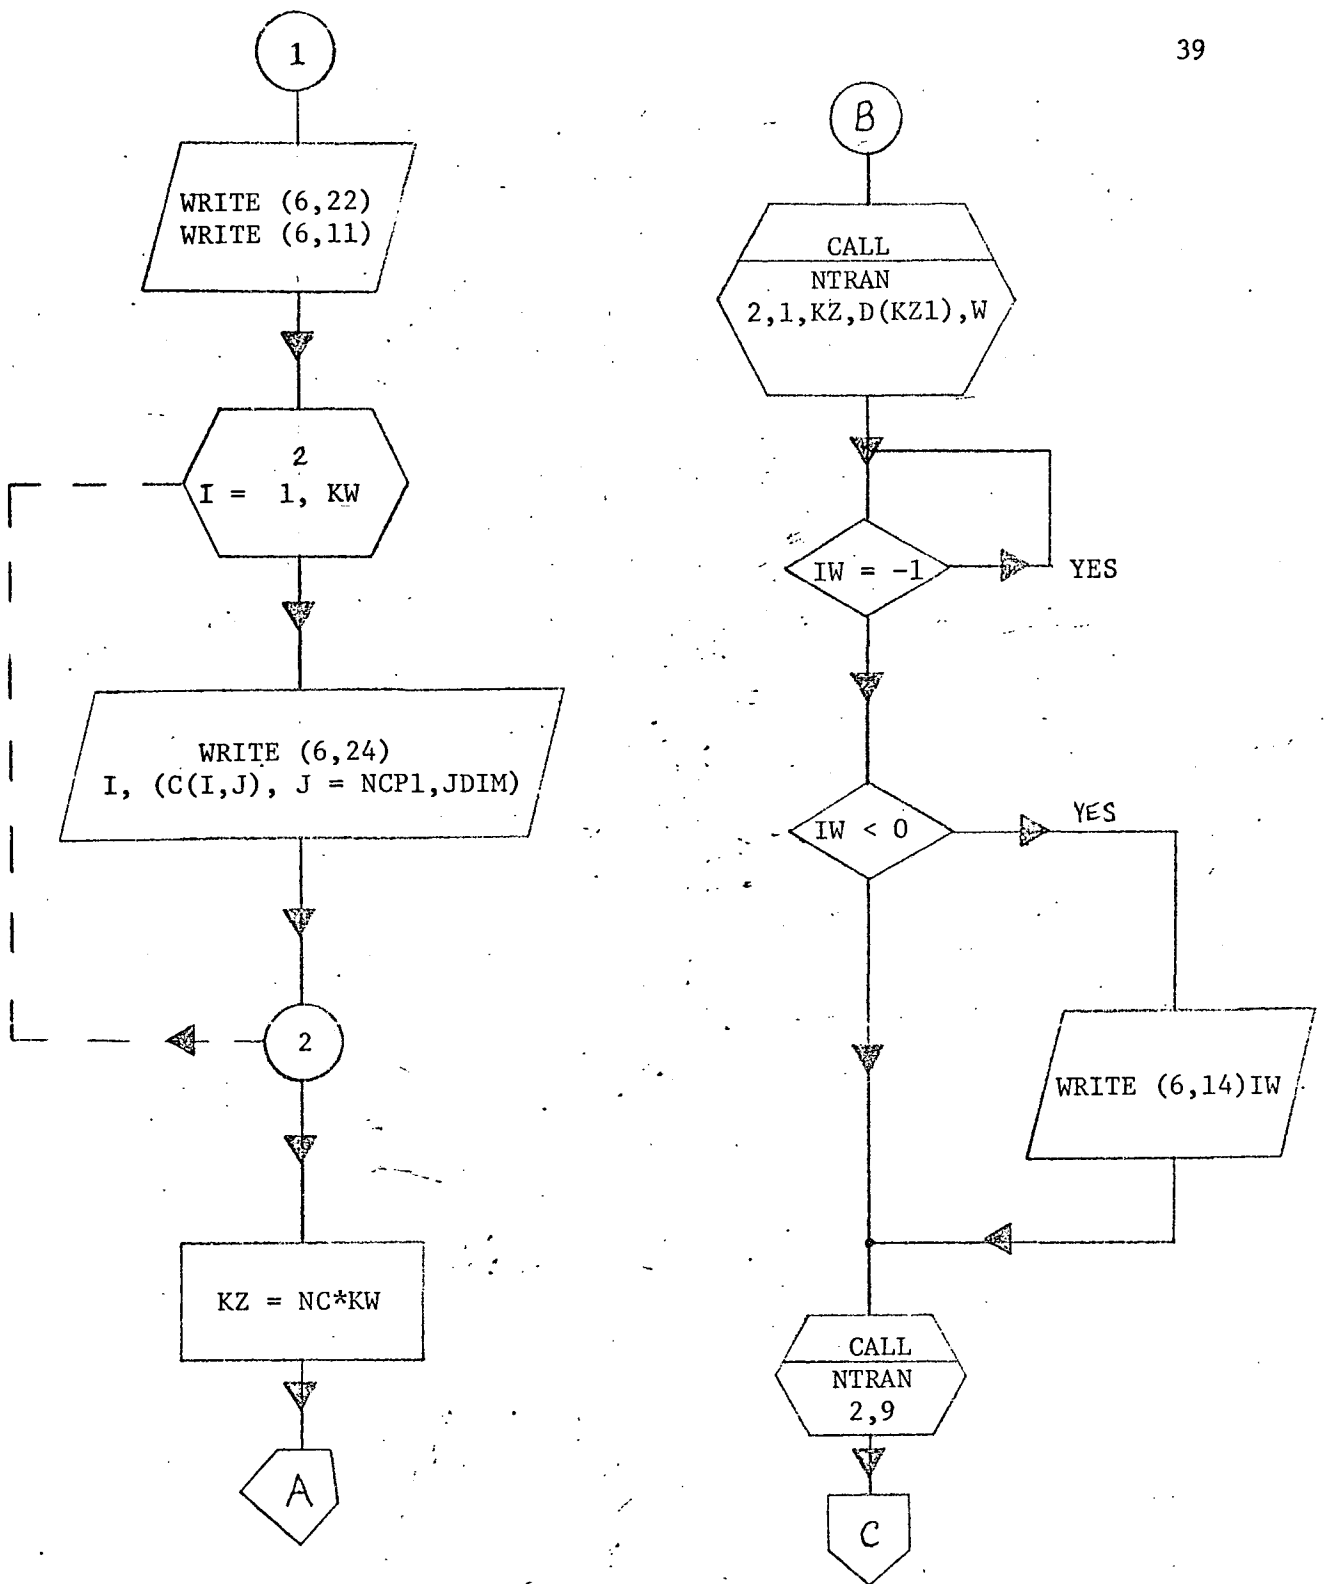 39
1
WRITE (6,22)
WRITE (6,11)
2
I = 1, KW
WRITE (6,24)
I, (C(I,J), J = NCP1,JDIM)
2
KZ = NC*KW
A
B
CALL
NTRAN
2,1,KZ,D(KZ1),W
IW = -1
YES
IW < 0
YES
WRITE (6,14)IW
CALL
NTRAN
2,9
C